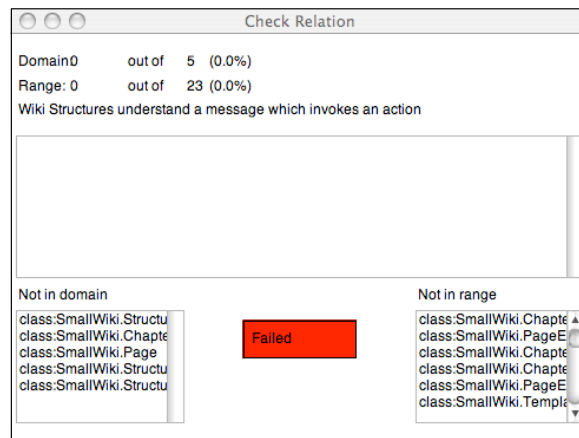 Check Relation
Domain:0 out of 5 (0.0%)
Range: 0 out of 23 (0.0%)
Wiki Structures understand a message which invokes an action
Not in domain
class:SmallWiki.Structu
class:SmallWiki.Chapte
class:SmallWiki.Page
class:SmallWiki.Structu
class:SmallWiki.Structu
Failed
Not in range
class:SmallWiki.Chapte
class:SmallWiki.PageE
class:SmallWiki.Chapte
class:SmallWiki.Chapte
class:SmallWiki.PageE
class:SmallWiki.Templa